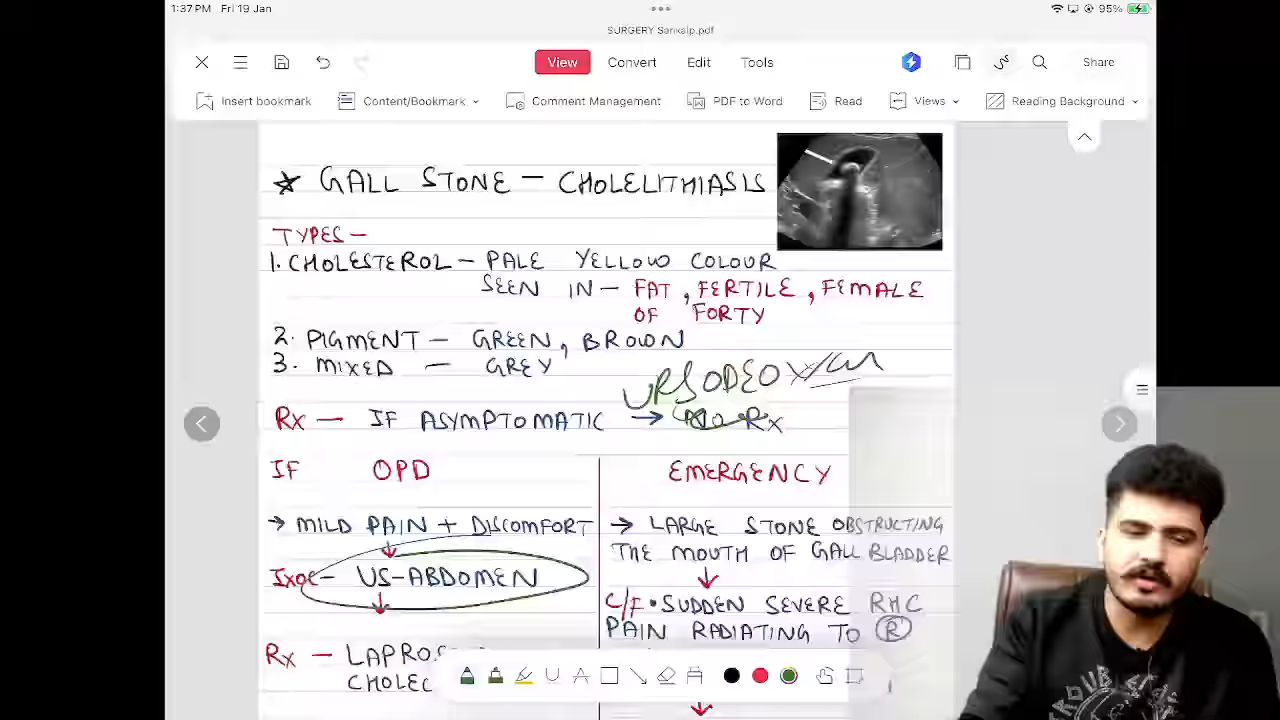 1:37 PM Fri 19 Jan
95%
SURGERY Sankalp.pdf
View Convert Edit Tools Share
Insert bookmark Content/Bookmark Comment Management PDF to Word Read Views Reading Background
GALL STONE - CHOLELITHIASIS
TYPES -
1. CHOLESTEROL - PALE YELLOW COLOUR
SEEN IN - FAT, FERTILE, FEMALE
OF FORTY
2. PIGMENT - GREEN, BROWN
3. MIXED - GREY
URSODEOXY
Rx - IF ASYMPTOMATIC → NO Rx
IF OPD
→ MILD PAIN + DISCOMFORT
IxOC - US-ABDOMEN
Rx - LAPROS
CHOLEC
EMERGENCY
→ LARGE STONE OBSTRUCTING
THE MOUTH OF GALL BLADDER
C/F • SUDDEN SEVERE RHC
PAIN RADIATING TO R